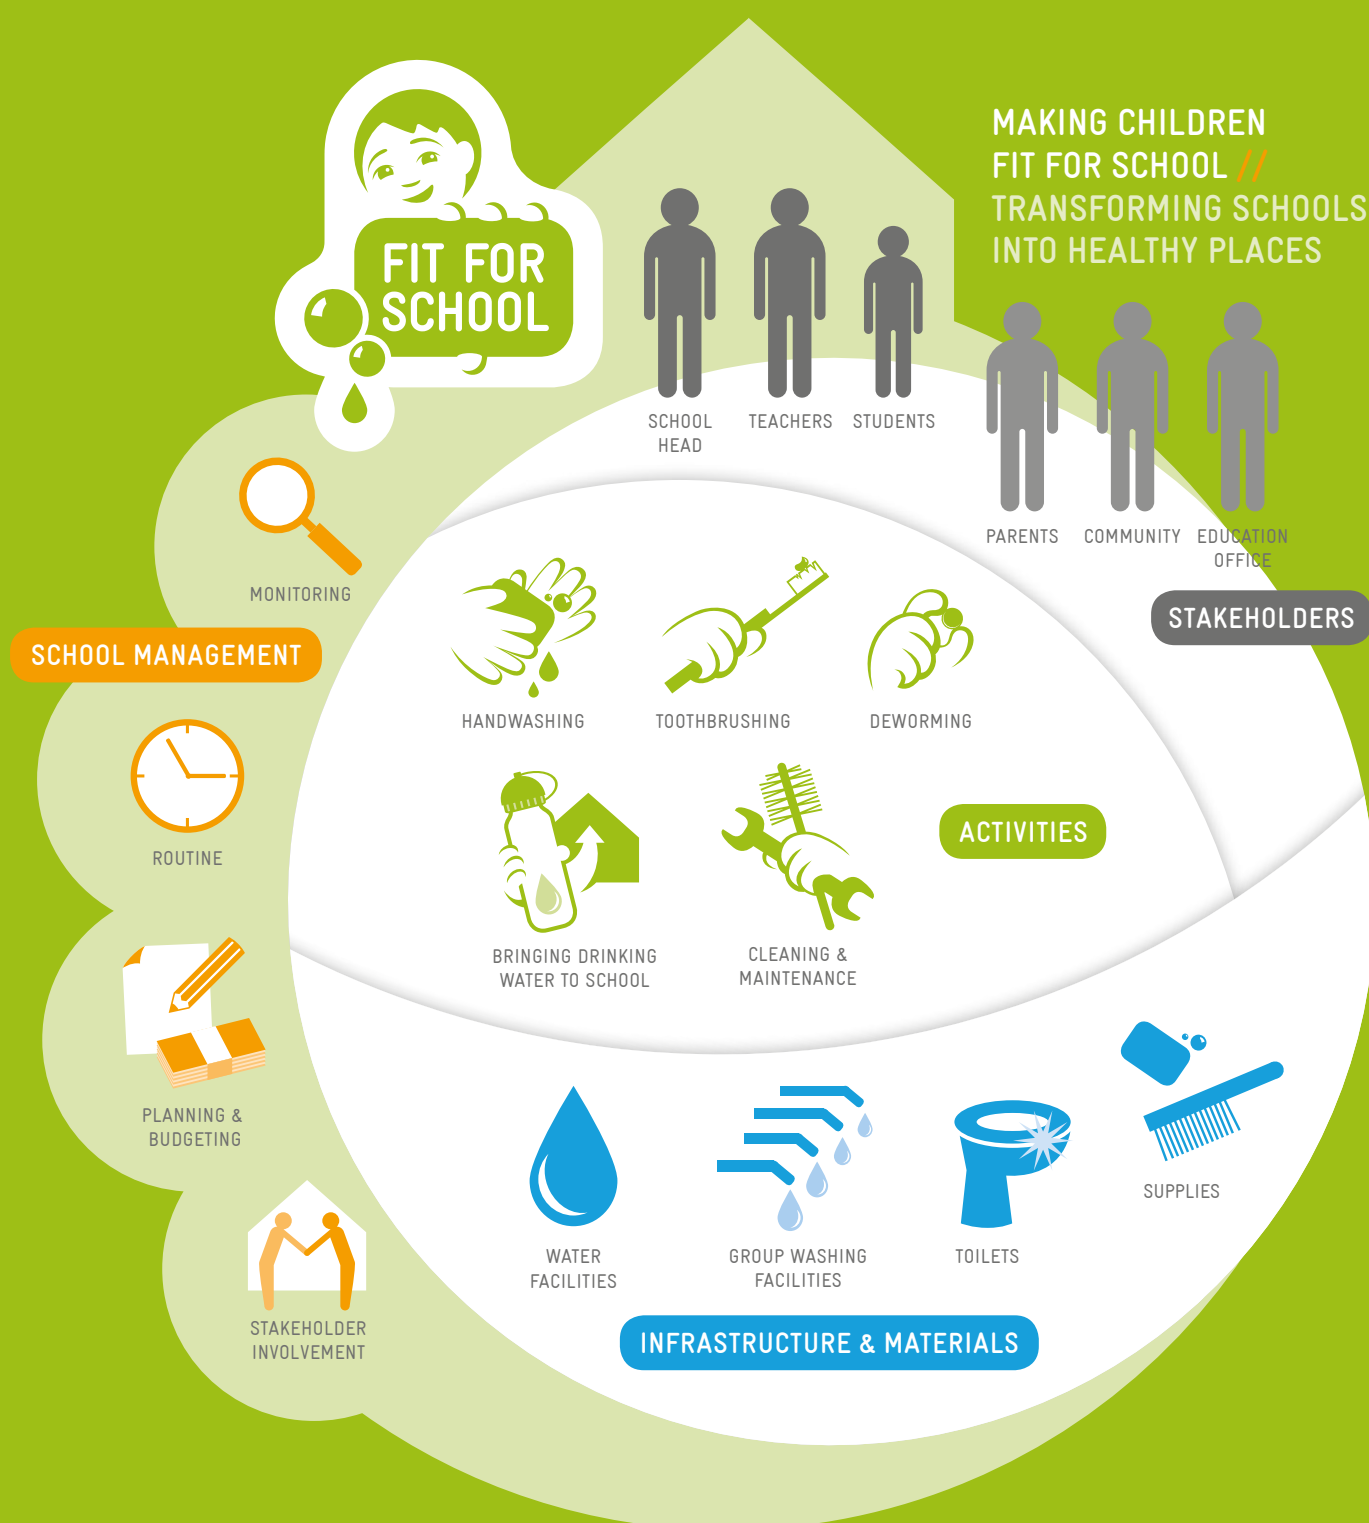 FIT FOR
SCHOOL
MAKING CHILDREN
FIT FOR SCHOOL //
TRANSFORMING SCHOOLS
INTO HEALTHY PLACES
SCHOOL
HEAD
TEACHERS
STUDENTS
PARENTS
COMMUNITY
EDUCATION
OFFICE
STAKEHOLDERS
MONITORING
SCHOOL MANAGEMENT
ROUTINE
PLANNING &
BUDGETING
STAKEHOLDER
INVOLVEMENT
HANDWASHING
TOOTHBRUSHING
DEWORMING
BRINGING DRINKING
WATER TO SCHOOL
CLEANING &
MAINTENANCE
ACTIVITIES
WATER
FACILITIES
GROUP WASHING
FACILITIES
TOILETS
SUPPLIES
INFRASTRUCTURE & MATERIALS